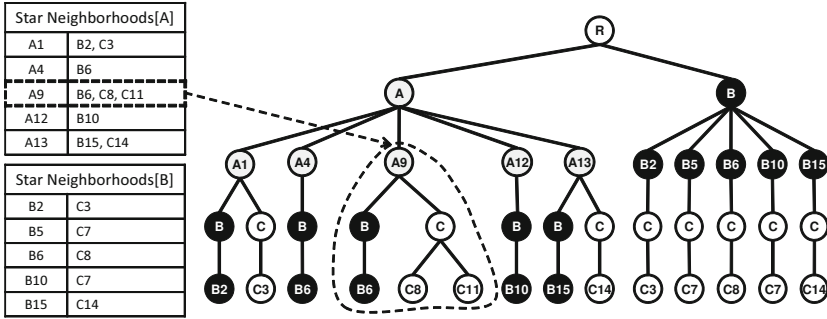 Star Neighborhoods[A]
A1 B2, C3
A4 B6
A9 B6, C8, C11
A12 B10
A13 B15, C14
Star Neighborhoods[B]
B2 C3
B5 C7
B6 C8
B10 C7
B15 C14
R
A B
A1 A4 A9 A12 A13 B2 B5 B6 B10 B15
B C B B C B B C C C C C C
B2 C3 B6 B6 C8 C11 B10 B15 C14 C3 C7 C8 C7 C14